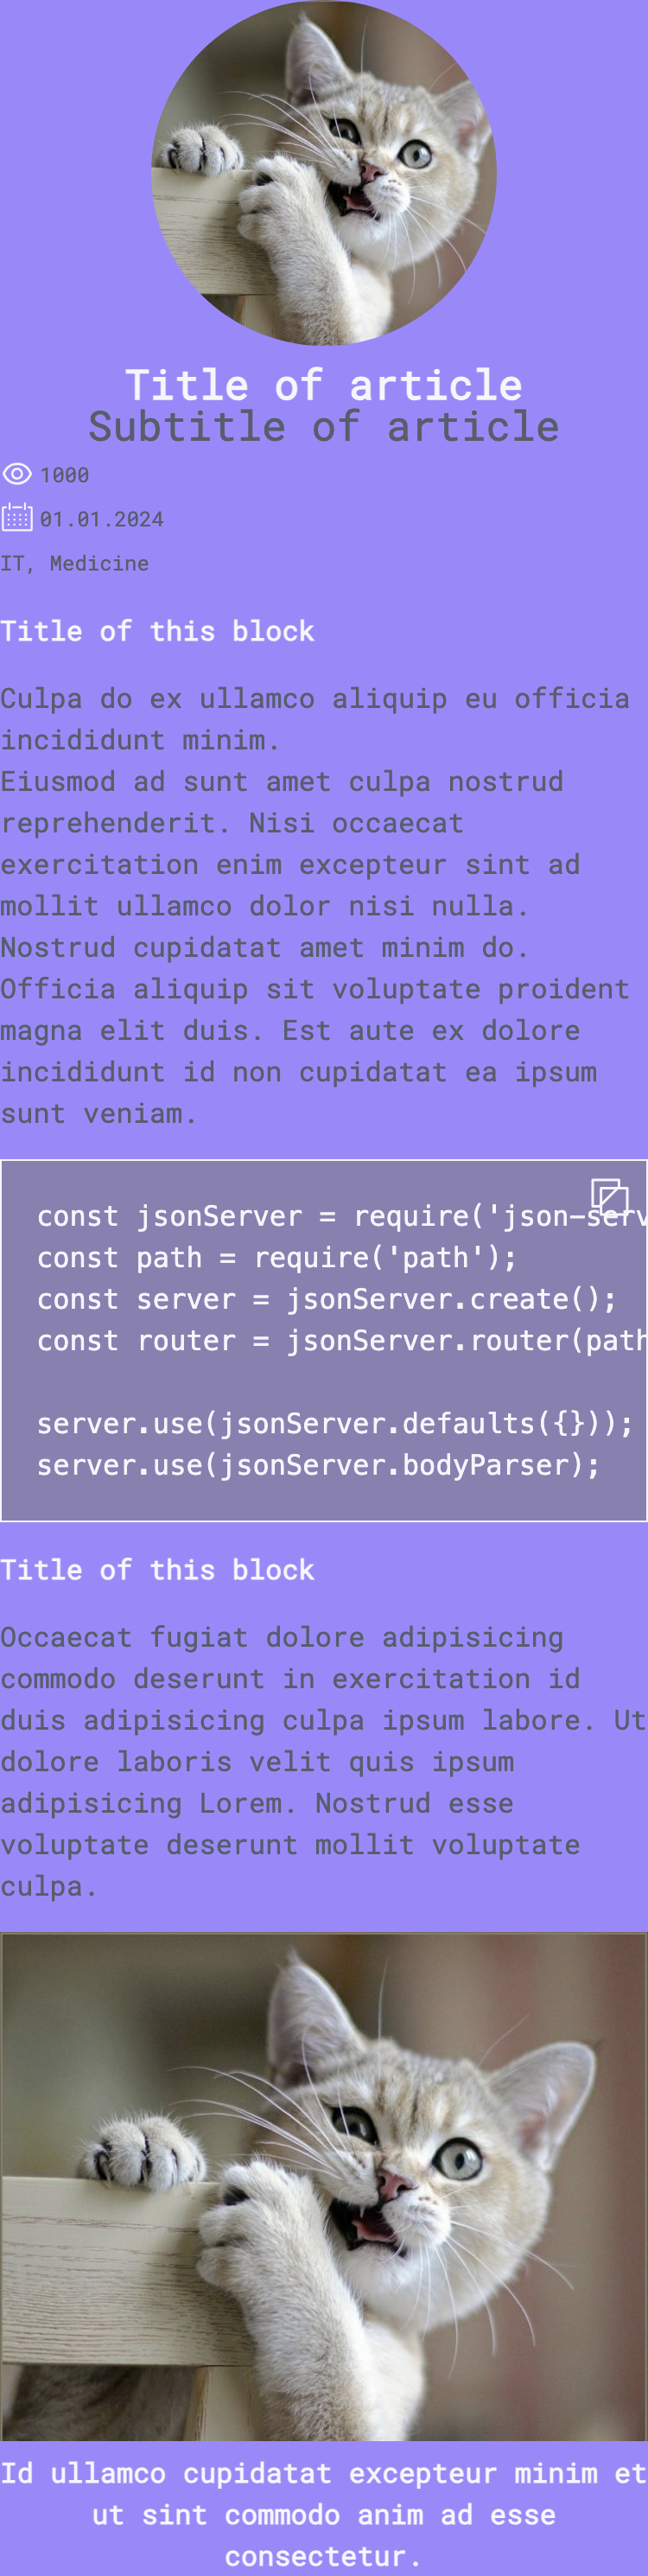 Title of article
Subtitle of article
1000
01.01.2024
IT, Medicine
Title of this block
Culpa do ex ullamco aliquip eu officia
incididunt minim.
Eiusmod ad sunt amet culpa nostrud
reprehenderit. Nisi occaecat
exercitation enim excepteur sint ad
mollit ullamco dolor nisi nulla.
Nostrud cupidatat amet minim do.
Officia aliquip sit voluptate proident
magna elit duis. Est aute ex dolore
incididunt id non cupidatat ea ipsum
sunt veniam.
const jsonServer = require('json-serv
const path = require('path');
const server = jsonServer.create();
const router = jsonServer.router(path
server.use(jsonServer.defaults({}));
server.use(jsonServer.bodyParser);
Title of this block
Occaecat fugiat dolore adipisicing
commodo deserunt in exercitation id
duis adipisicing culpa ipsum labore. Ut
dolore laboris velit quis ipsum
adipisicing Lorem. Nostrud esse
voluptate deserunt mollit voluptate
culpa.
Id ullamco cupidatat excepteur minim et
ut sint commodo anim ad esse
consectetur.